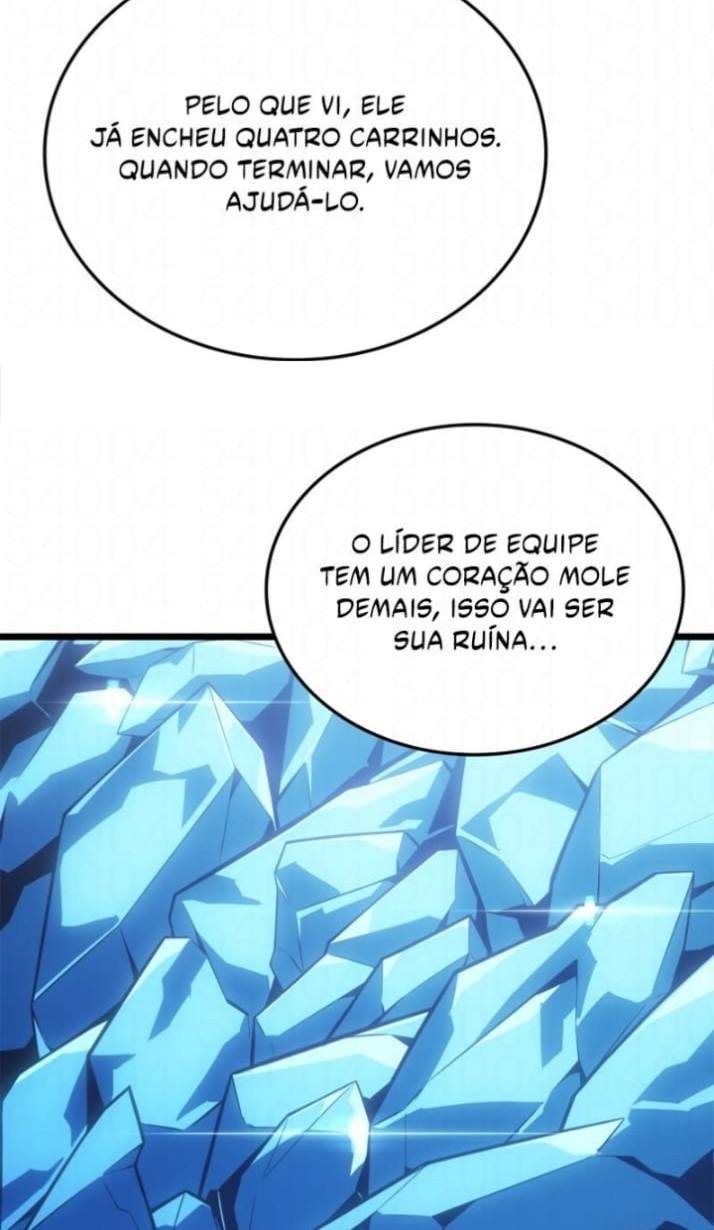 PELO QUE VI, ELE
JÁ ENCHEU QUATRO CARRINHOS.
QUANDO TERMINAR, VAMOS
AJUDÁ-LO.
O LÍDER DE EQUIPE
TEM UM CORAÇÃO MOLE
DEMAIS, ISSO VAI SER
SUA RUÍNA...